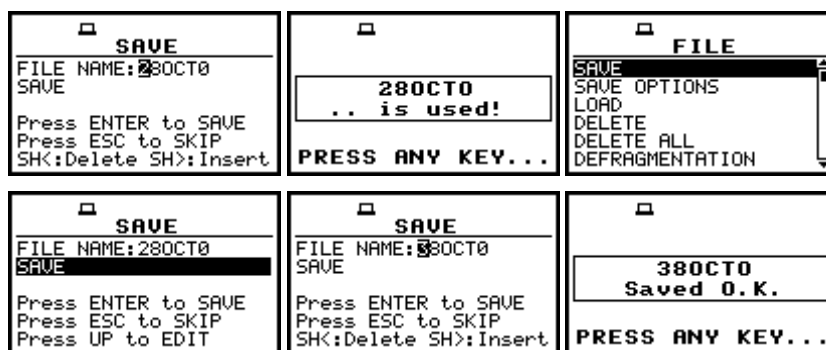 SAVE
FILE NAME:28OCT0
SAVE
Press ENTER to SAVE
Press ESC to SKIP
SH<:Delete SH>:Insert
28OCT0
.. is used!
PRESS ANY KEY...
FILE
SAVE
SAVE OPTIONS
LOAD
DELETE
DELETE ALL
DEFRAGMENTATION
SAVE
FILE NAME:28OCT0
SAVE
Press ENTER to SAVE
Press ESC to SKIP
Press UP to EDIT
SAVE
FILE NAME:38OCT0
SAVE
Press ENTER to SAVE
Press ESC to SKIP
SH<:Delete SH>:Insert
38OCT0
Saved O.K.
PRESS ANY KEY...